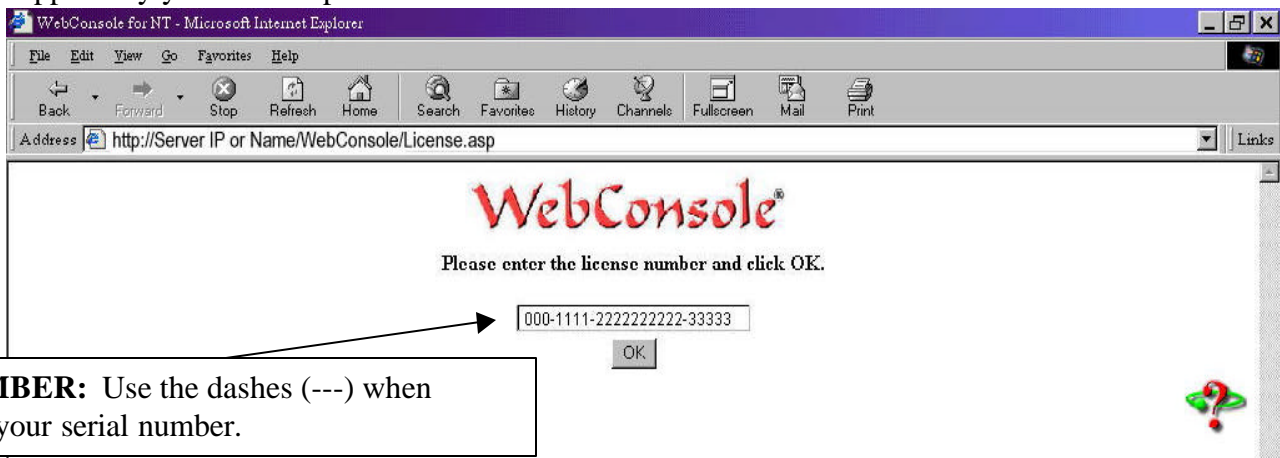 WebConsole for NT - Microsoft Internet Explorer
File Edit View Go Favorites Help
Back Forward Stop Refresh Home Search Favorites History Channels Fullscreen Mail Print
Address http://Server IP or Name/WebConsole/License.asp Links
WebConsole®
Please enter the license number and click OK.
000-1111-2222222222-33333
OK
MBER: Use the dashes (---) when
your serial number.